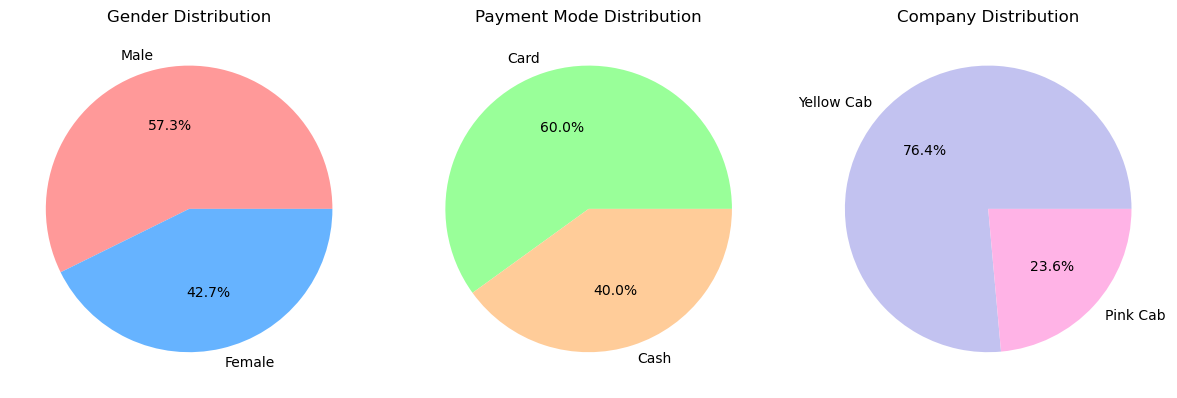 Gender Distribution
Male
57.3%
42.7%
Female
Payment Mode Distribution
Card
60.0%
40.0%
Cash
Company Distribution
Yellow Cab
76.4%
23.6%
Pink Cab